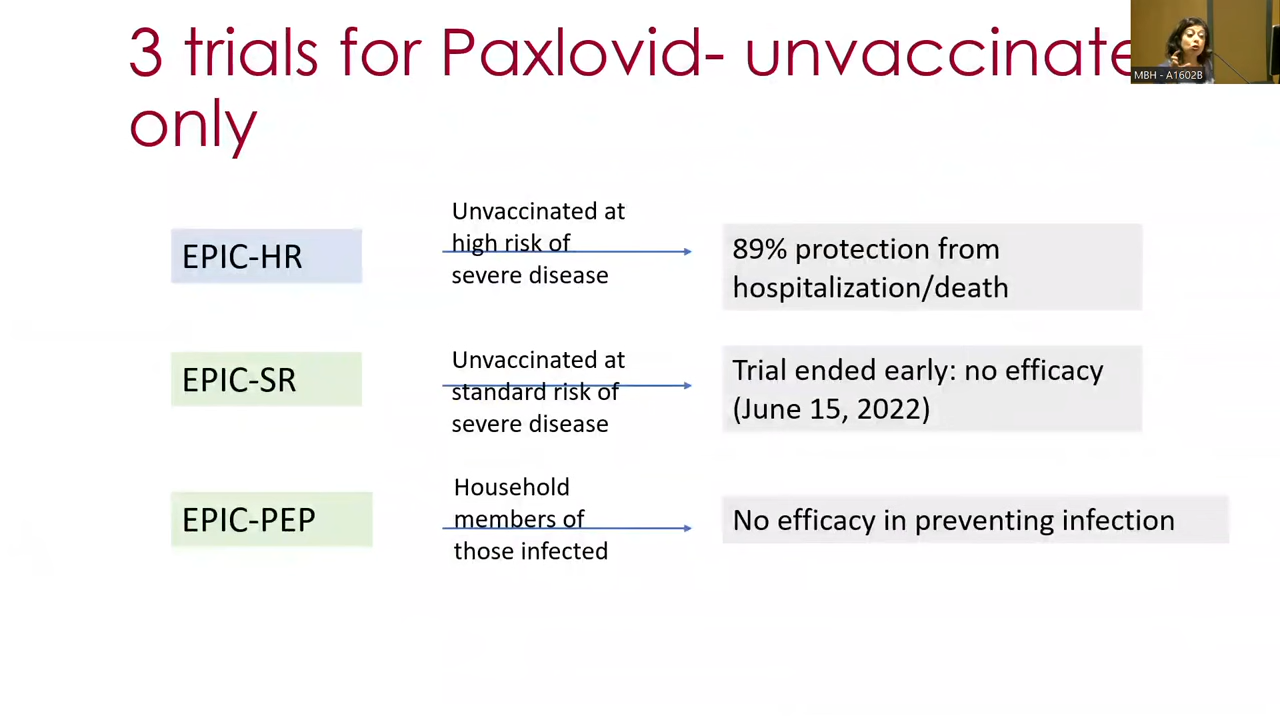 3 trials for Paxlovid- unvaccinate
only
MBH - A1602B
EPIC-HR
Unvaccinated at
high risk of
severe disease
89% protection from
hospitalization/death
EPIC-SR
Unvaccinated at
standard risk of
severe disease
Trial ended early: no efficacy
(June 15, 2022)
EPIC-PEP
Household
members of
those infected
No efficacy in preventing infection